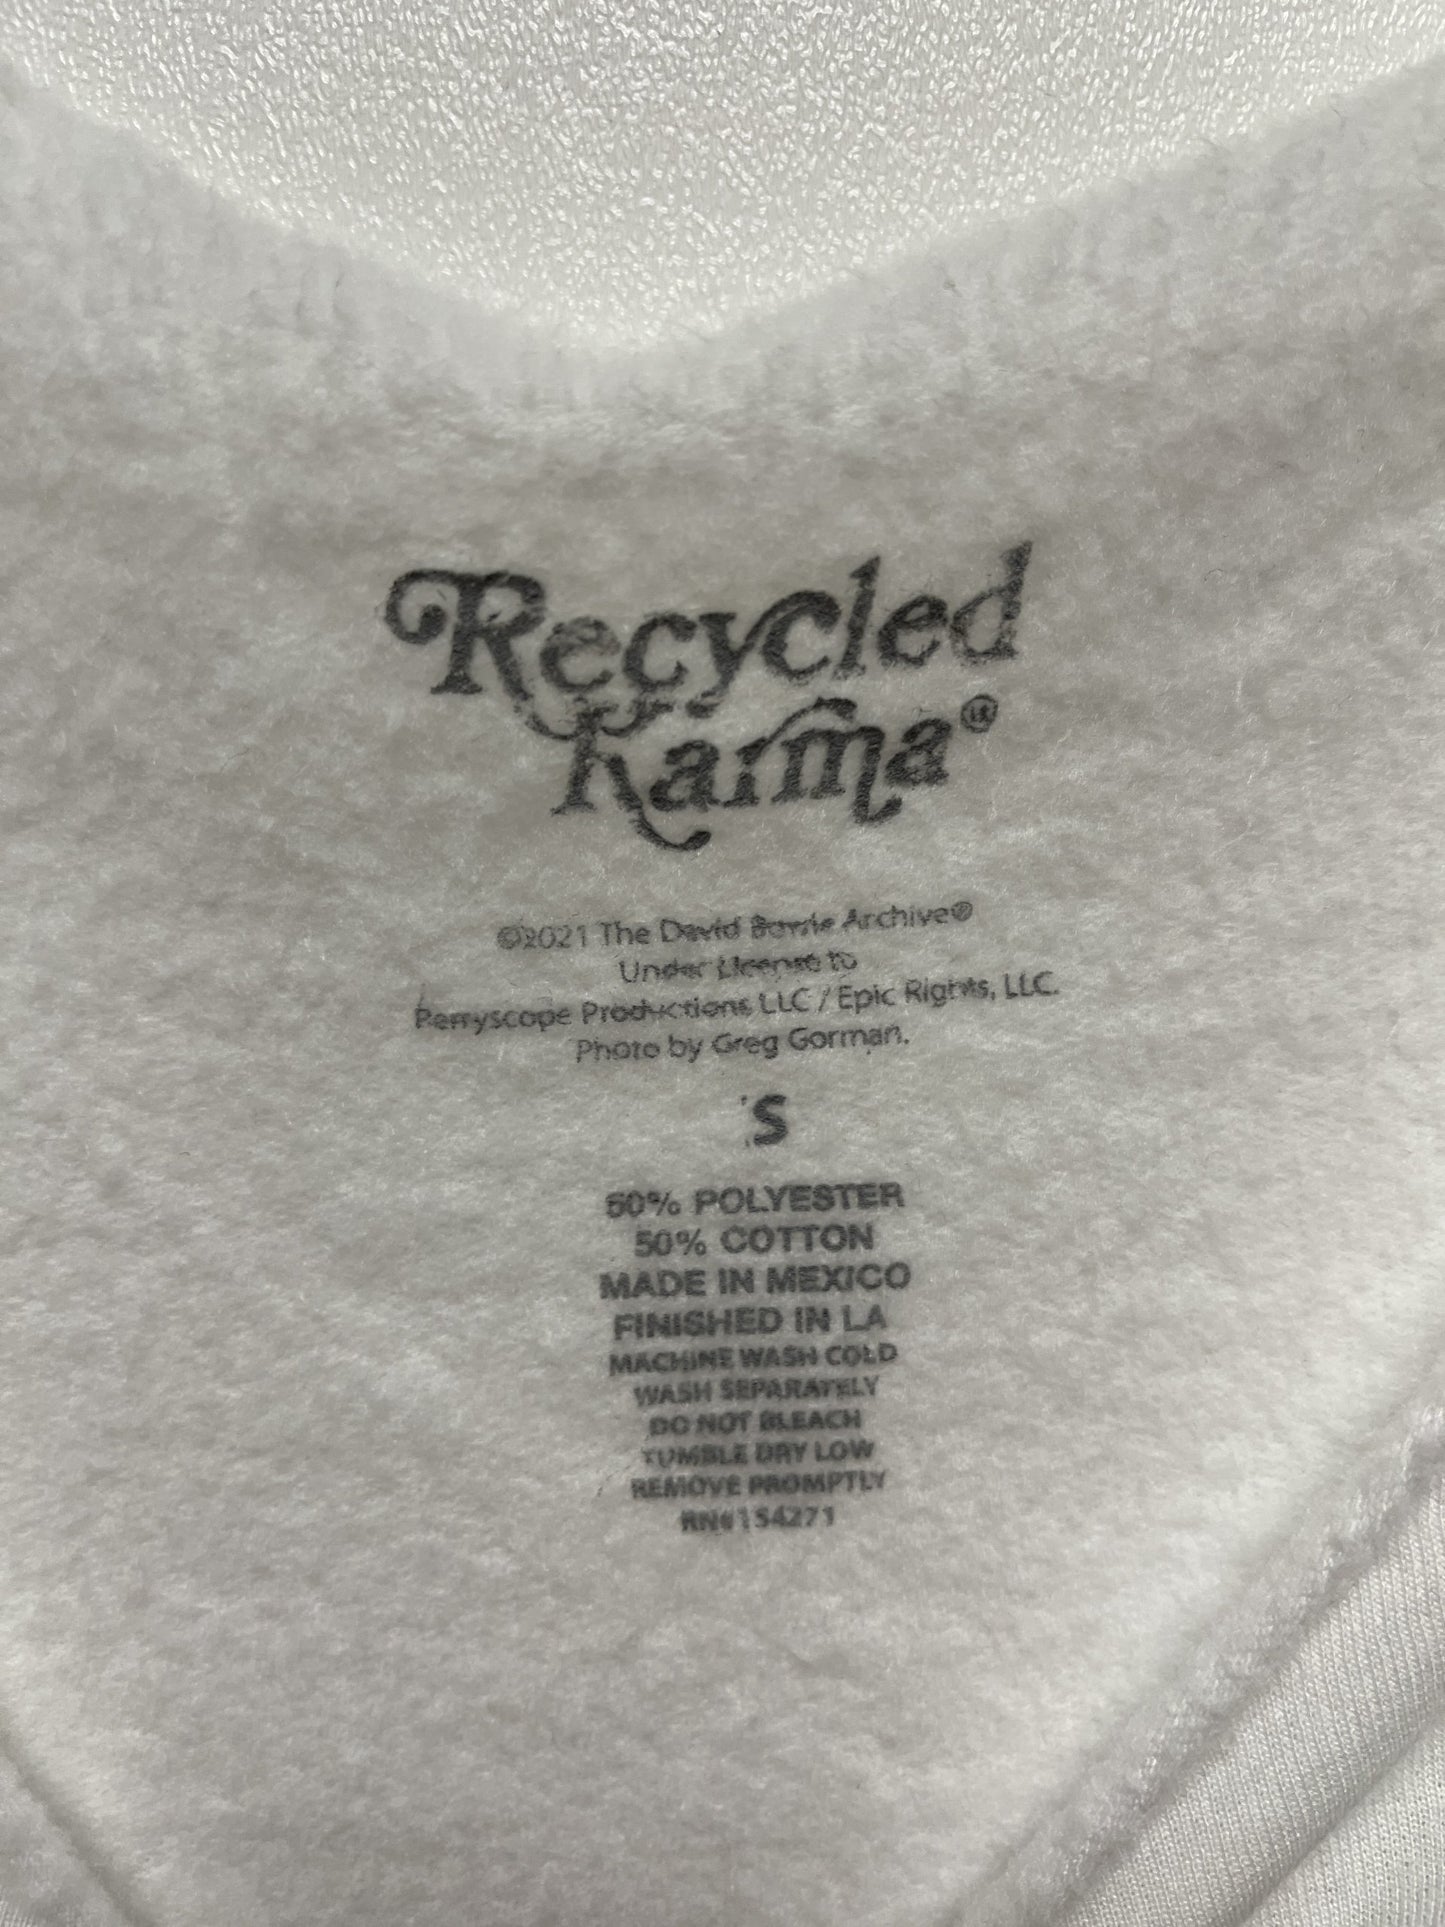 Recycled
Karma®
©2021 The David Bowie Archive®
Under License to
Perryscope Productions LLC / Epic Rights, LLC.
Photo by Greg Gorman.
S
50% POLYESTER
50% COTTON
MADE IN MEXICO
FINISHED IN LA
MACHINE WASH COLD
WASH SEPARATELY
DO NOT BLEACH
TUMBLE DRY LOW
REMOVE PROMPTLY
RN#154271